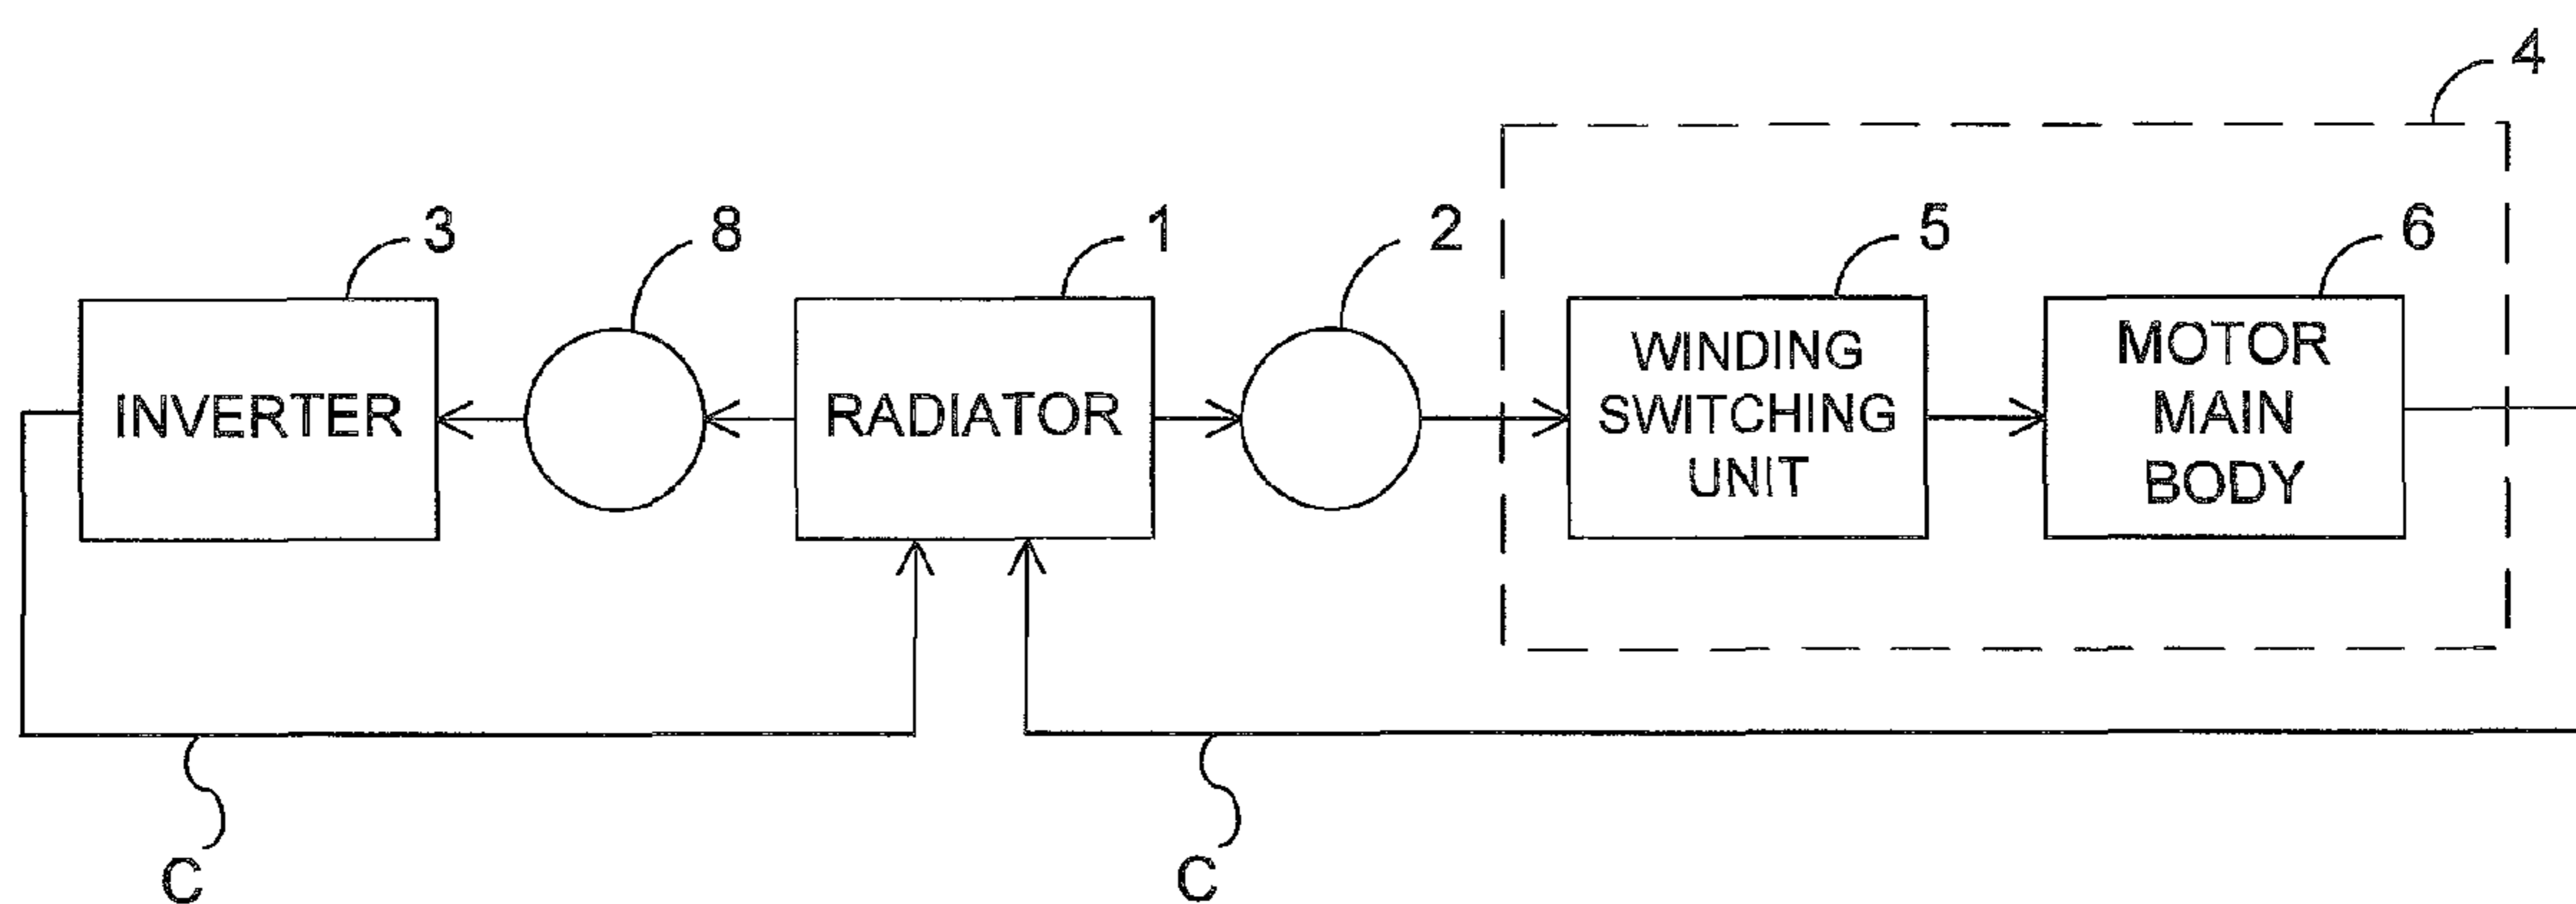 4
3
8
1
2
5
6
INVERTER
RADIATOR
WINDING
SWITCHING
UNIT
MOTOR
MAIN
BODY
C
C